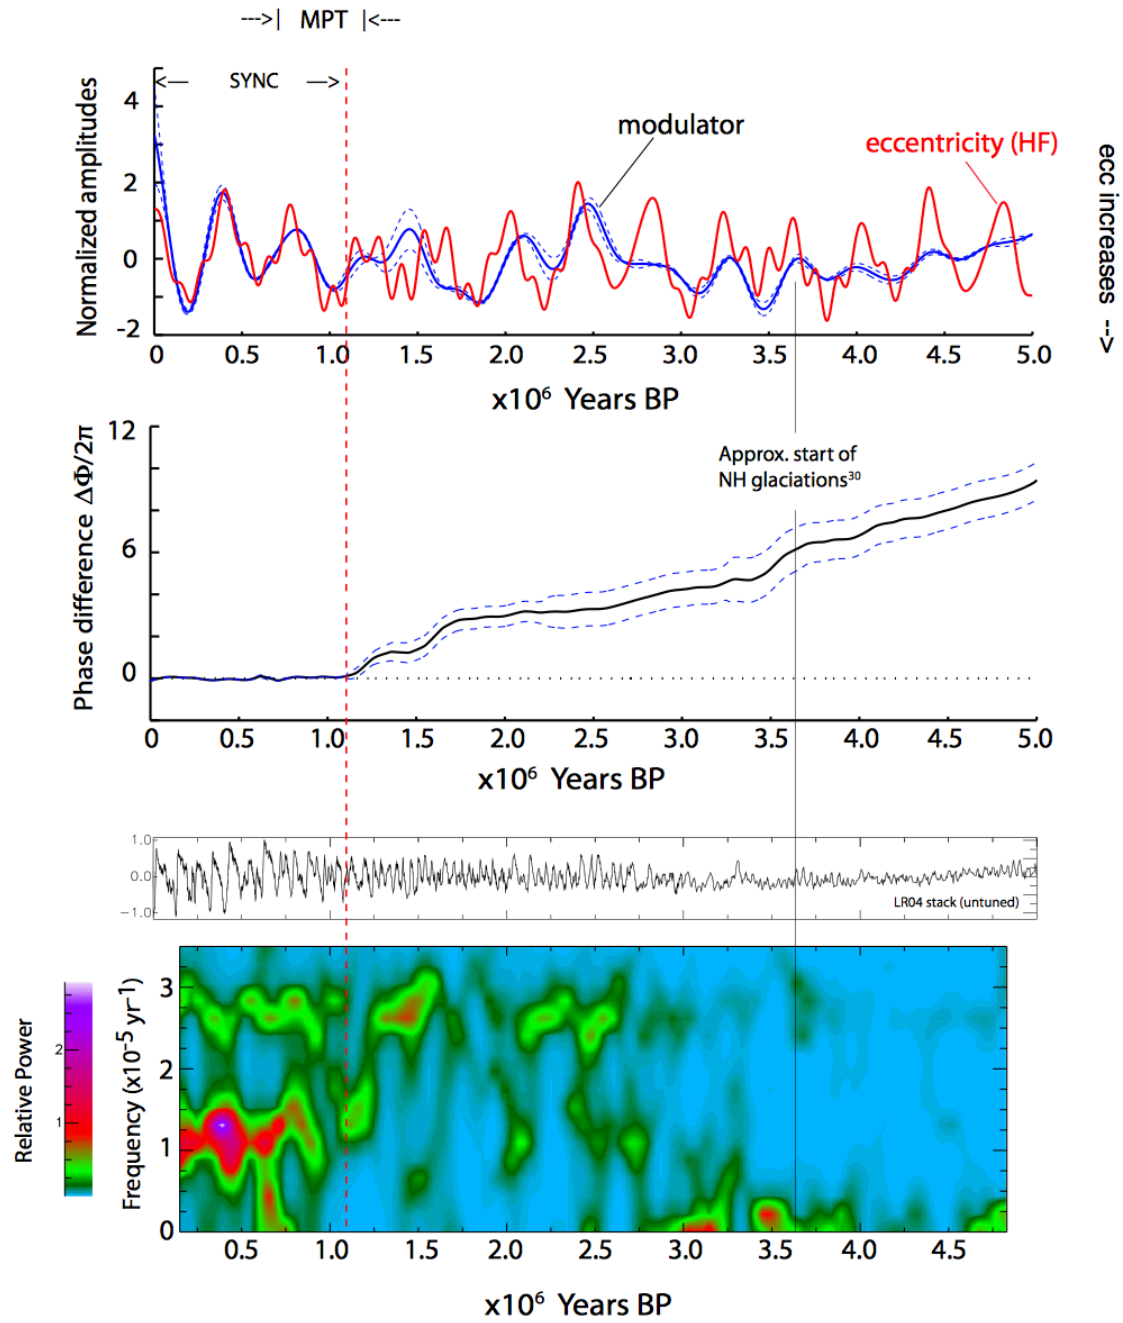 --->| MPT |<---
<— SYNC —>
Normalized amplitudes
4
2
0
-2
modulator
eccentricity (HF)
ecc increases -->
0 0.5 1.0 1.5 2.0 2.5 3.0 3.5 4.0 4.5 5.0
x10⁶ Years BP
Phase difference ΔΦ/2π
12
6
0
Approx. start of
NH glaciations³⁰
0 0.5 1.0 1.5 2.0 2.5 3.0 3.5 4.0 4.5 5.0
x10⁶ Years BP
1.0
0.0
-1.0
LR04 stack (untuned)
Relative Power
2
1
Frequency (x10⁻⁵ yr⁻¹)
3
2
1
0
0.5 1.0 1.5 2.0 2.5 3.0 3.5 4.0 4.5
x10⁶ Years BP